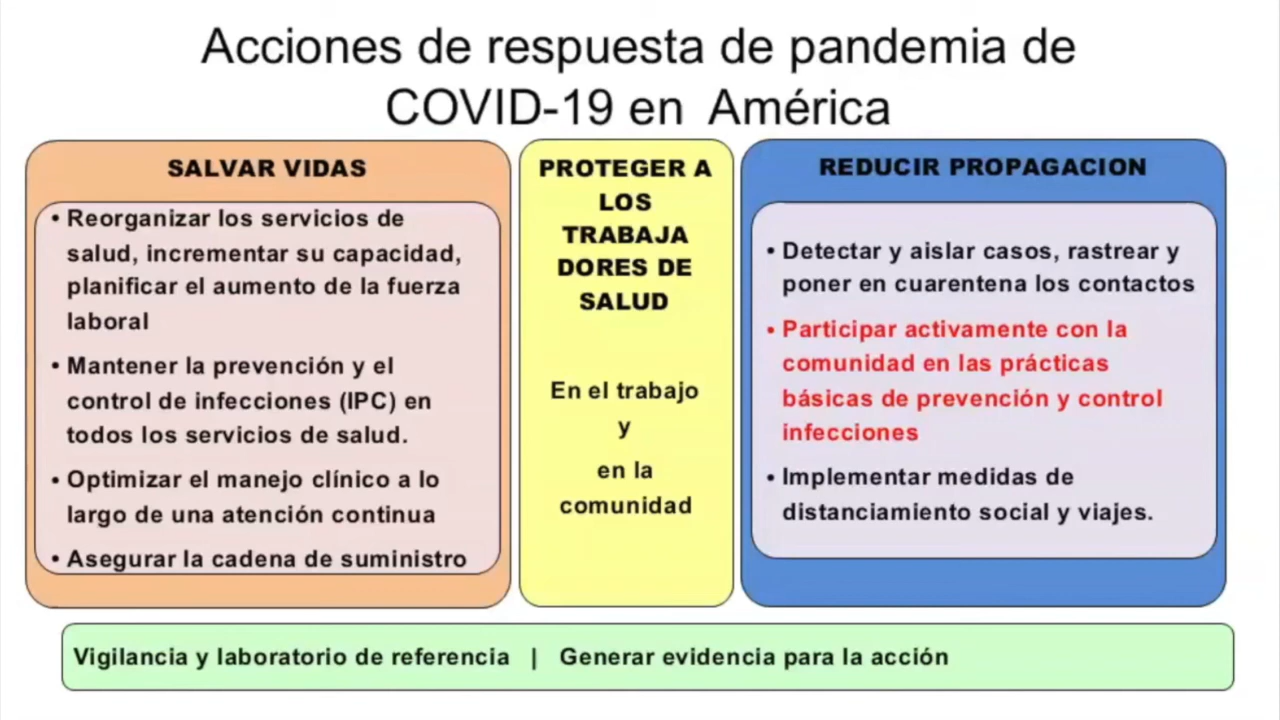 Acciones de respuesta de pandemia de
COVID-19 en América
SALVAR VIDAS
• Reorganizar los servicios de
salud, incrementar su capacidad,
planificar el aumento de la fuerza
laboral
• Mantener la prevención y el
control de infecciones (IPC) en
todos los servicios de salud.
• Optimizar el manejo clínico a lo
largo de una atención continua
• Asegurar la cadena de suministro
PROTEGER A
LOS
TRABAJA
DORES DE
SALUD
En el trabajo
y
en la
comunidad
REDUCIR PROPAGACION
• Detectar y aislar casos, rastrear y
poner en cuarentena los contactos
• Participar activamente con la
comunidad en las prácticas
básicas de prevención y control
infecciones
• Implementar medidas de
distanciamiento social y viajes.
Vigilancia y laboratorio de referencia | Generar evidencia para la acción